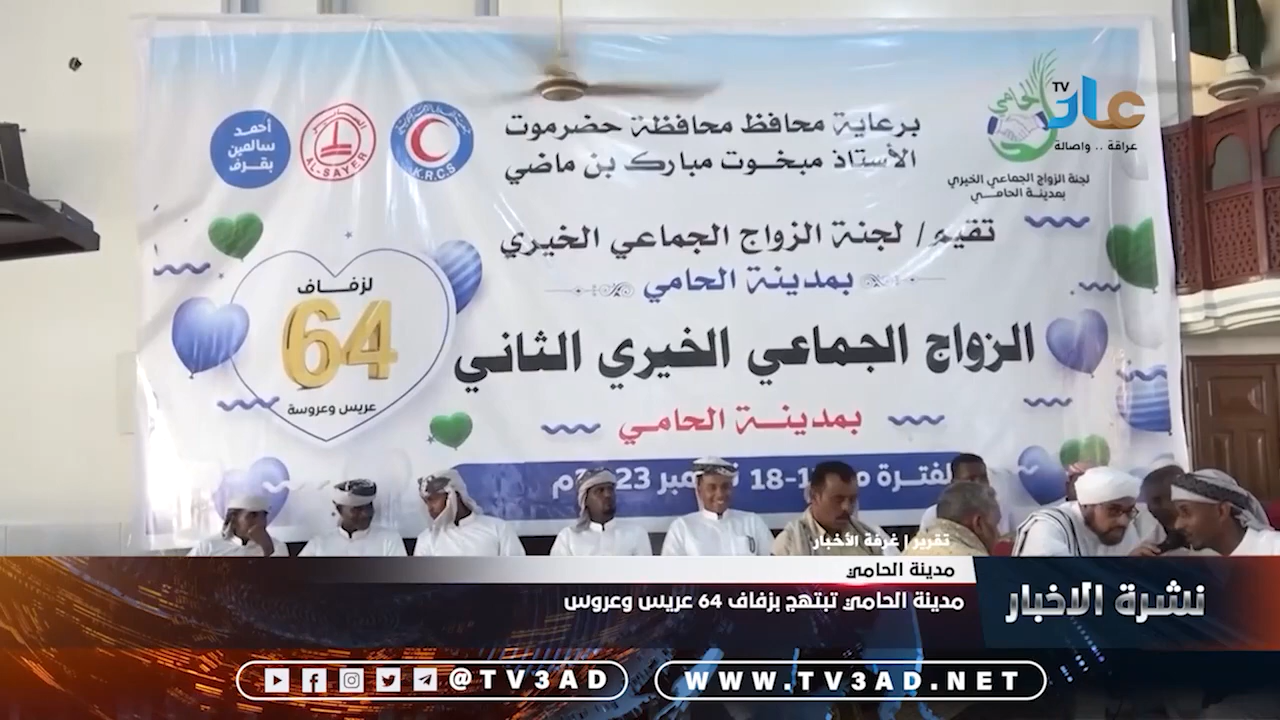 TV
عاد
عراقة .. واصالة
لجنة الزواج الجماعي الخيري
بمدينة الحامي
برعاية محافظ محافظة حضرموت
الأستاذ مبخوت مبارك بن ماضي
K.R.C.S
AL-SAYER
أحمد
سالمين
بقرف
تقيم / لجنة الزواج الجماعي الخيري
بمدينة الحامي
الزواج الجماعي الخيري الثاني
بمدينة الحامي
لزفاف
64
عريس وعروسة
تقرير | غرفة الأخبار
مدينة الحامي
مدينة الحامي تبتهج بزفاف 64 عريس وعروس
نشرة الاخبار
@TV3AD
WWW.TV3AD.NET